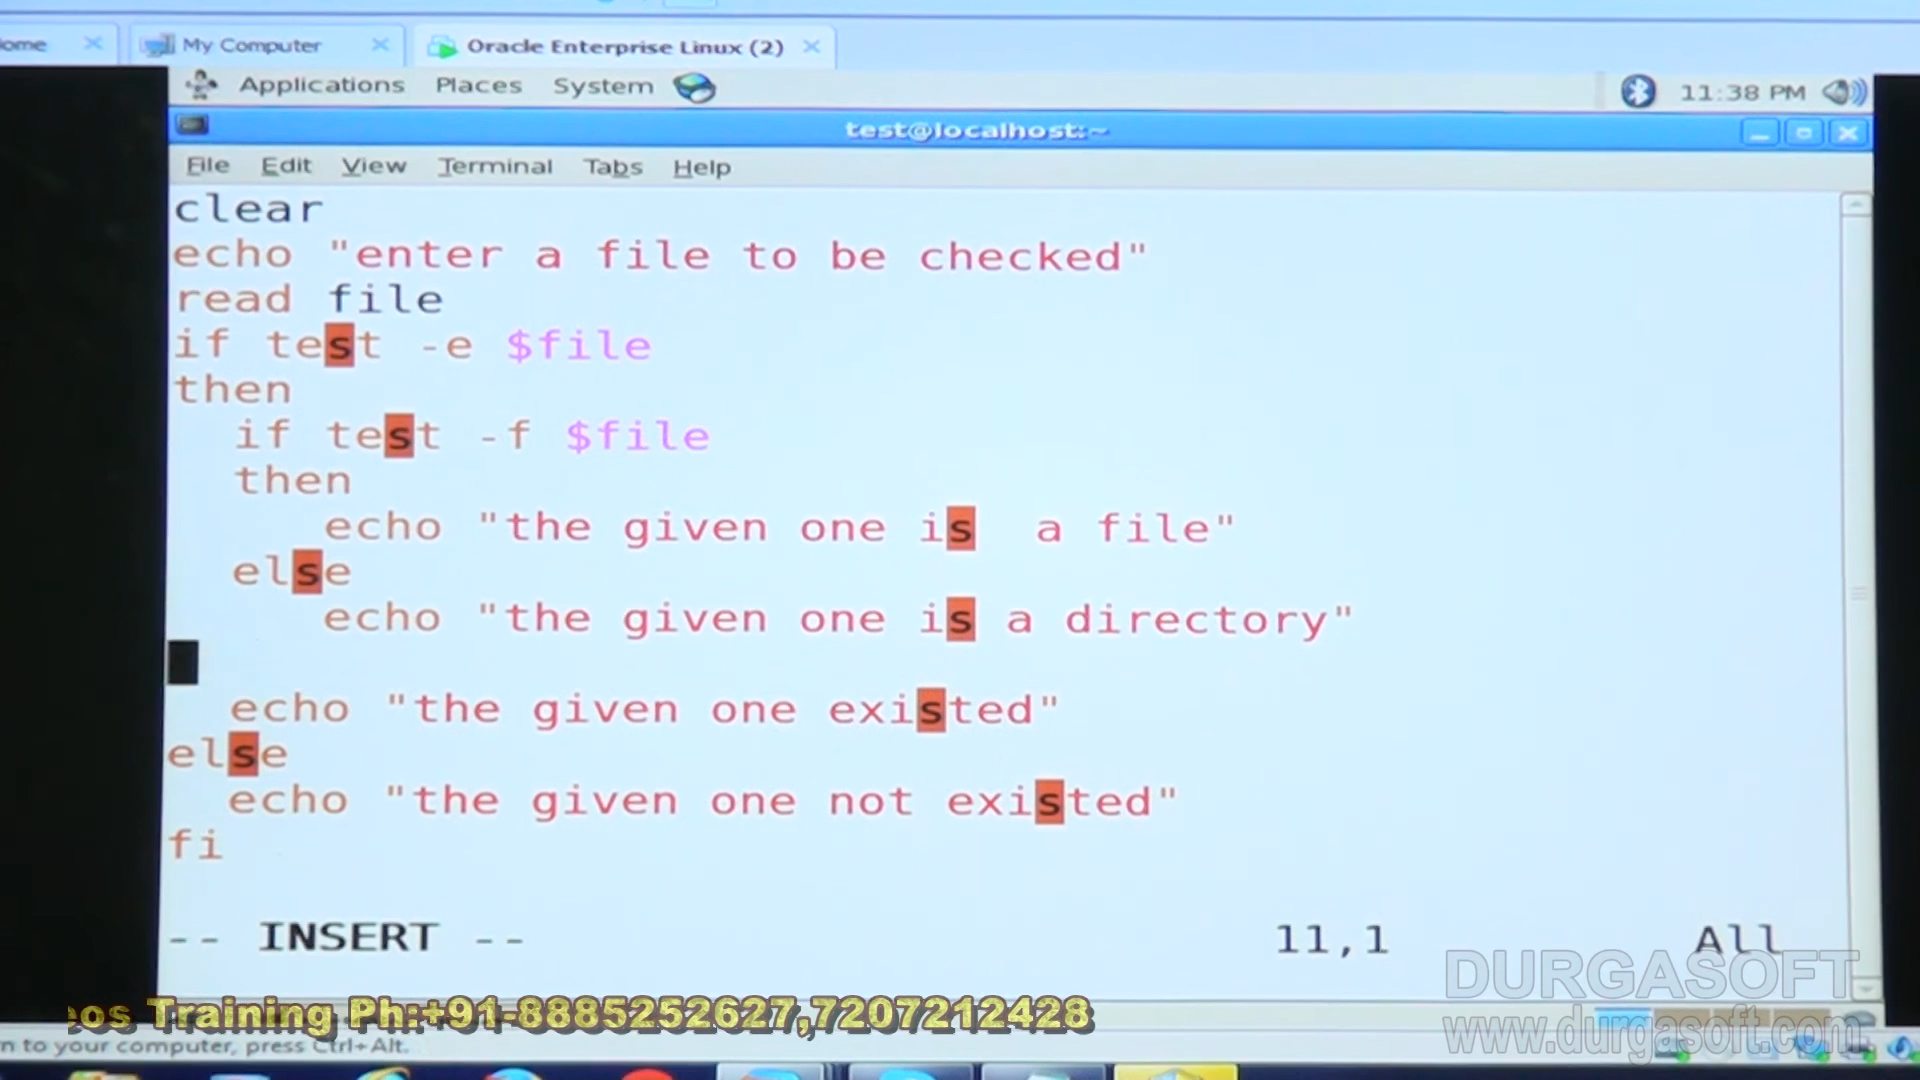 ome
My Computer
Oracle Enterprise Linux (2)
Applications Places System
11:38 PM
test@localhost:~
File Edit View Terminal Tabs Help
clear
echo "enter a file to be checked"
read file
if test -e $file
then
if test -f $file
then
echo "the given one is  a file"
else
echo "the given one is a directory"
echo "the given one existed"
else
echo "the given one not existed"
fi
-- INSERT --
11,1
All
DURGASOFT
eos Training Ph:+91-8885252627,7207212428
www.durgasoft.com
n to your computer, press Ctrl+Alt.